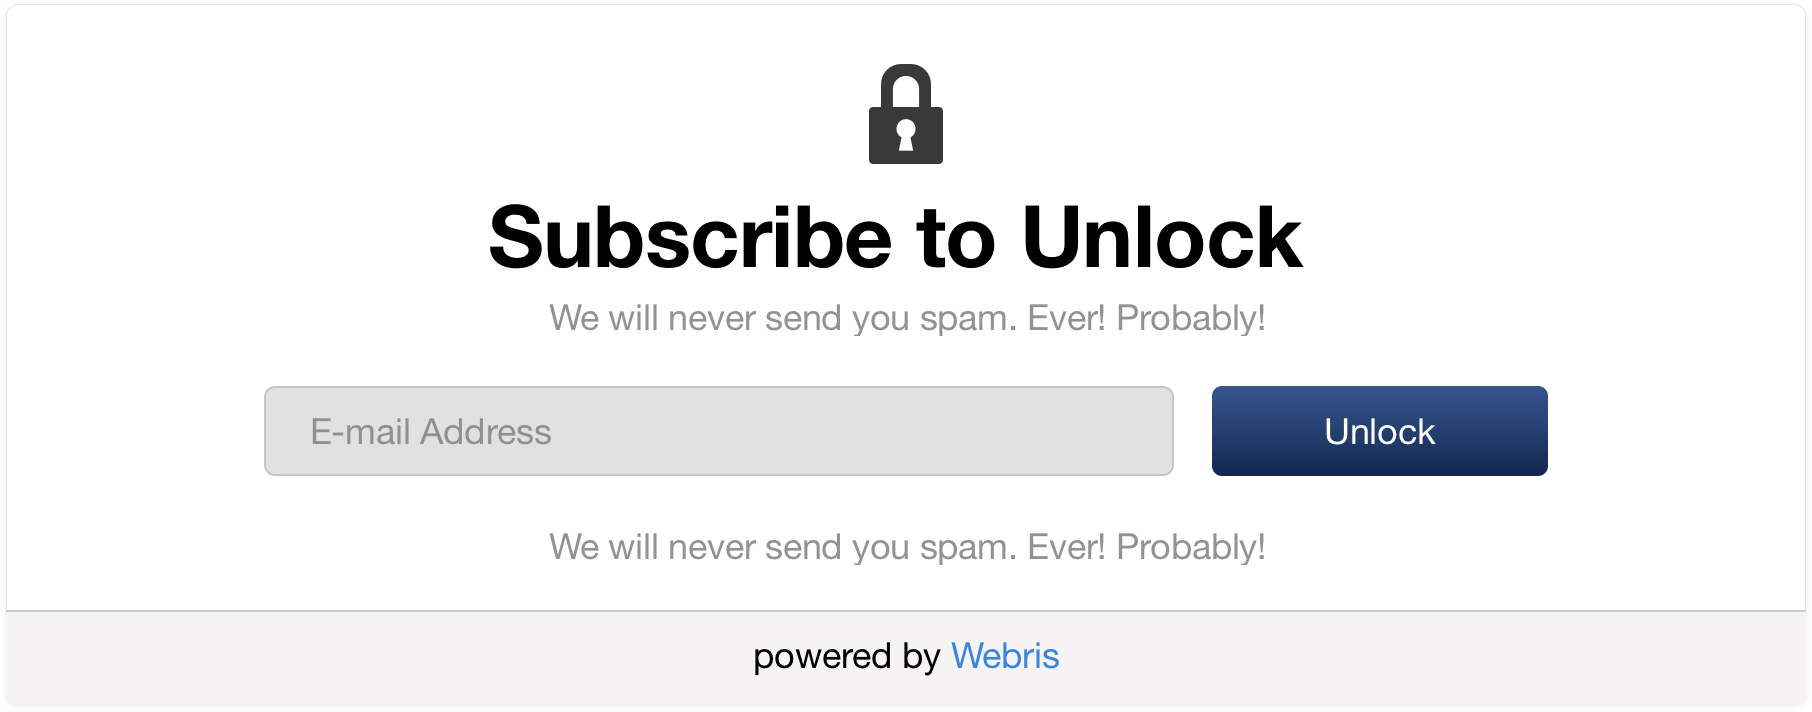 Subscribe to Unlock
We will never send you spam. Ever! Probably!
E-mail Address
Unlock
We will never send you spam. Ever! Probably!
powered by Webris